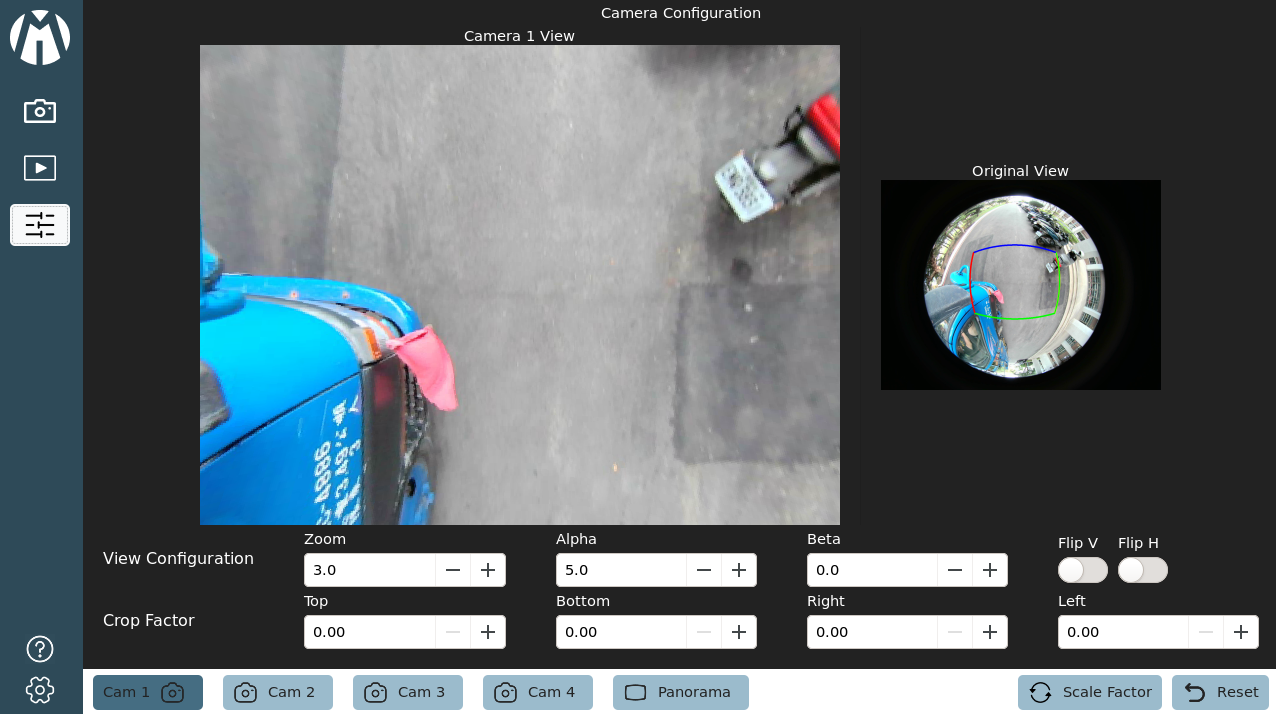 Camera Configuration
Camera 1 View
Original View
Zoom
Alpha
Beta
Flip V
Flip H
View Configuration
3.0
5.0
0.0
Top
Bottom
Right
Left
Crop Factor
0.00
0.00
0.00
0.00
Cam 1
Cam 2
Cam 3
Cam 4
Panorama
Scale Factor
Reset